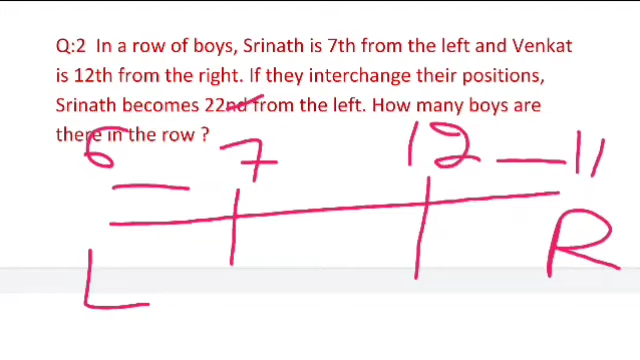 Q:2 In a row of boys, Srinath is 7th from the left and Venkat
is 12th from the right. If they interchange their positions,
Srinath becomes 22nd from the left. How many boys are
there in the row ?
6 7 12 11
L R